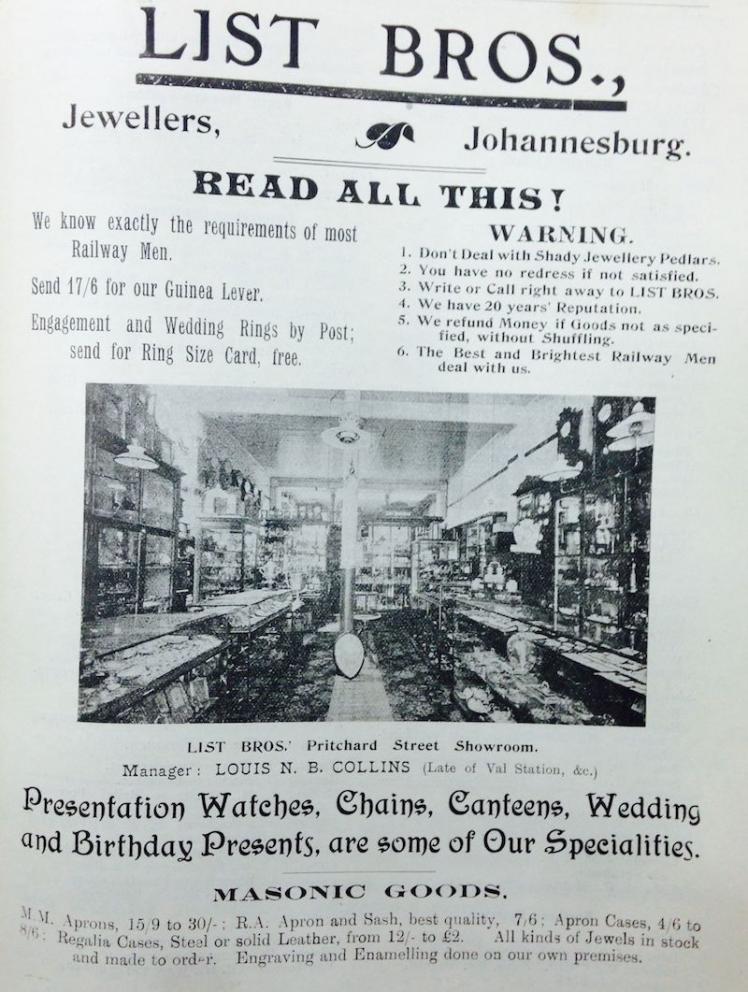 LIST BROS.,
Jewellers, Johannesburg.
READ ALL THIS!
We know exactly the requirements of most
Railway Men.
Send 17/6 for our Guinea Lever.
Engagement and Wedding Rings by Post;
send for Ring Size Card, free.
WARNING.
1. Don't Deal with Shady Jewellery Pedlars.
2. You have no redress if not satisfied.
3. Write or Call right away to LIST BROS.
4. We have 20 years' Reputation.
5. We refund Money if Goods not as speci-
fied, without Shuffling.
6. The Best and Brightest Railway Men
deal with us.
LIST BROS.' Pritchard Street Showroom.
Manager: LOUIS N. B. COLLINS (Late of Val Station, &c.)
Presentation Watches, Chains, Canteens, Wedding
and Birthday Presents, are some of Our Specialities.
MASONIC GOODS.
M.M. Aprons, 15/9 to 30/-; R.A. Apron and Sash, best quality, 7/6; Apron Cases, 4/6 to
8/6; Regalia Cases, Steel or solid Leather, from 12/- to £2. All kinds of Jewels in stock
and made to order. Engraving and Enamelling done on our own premises.